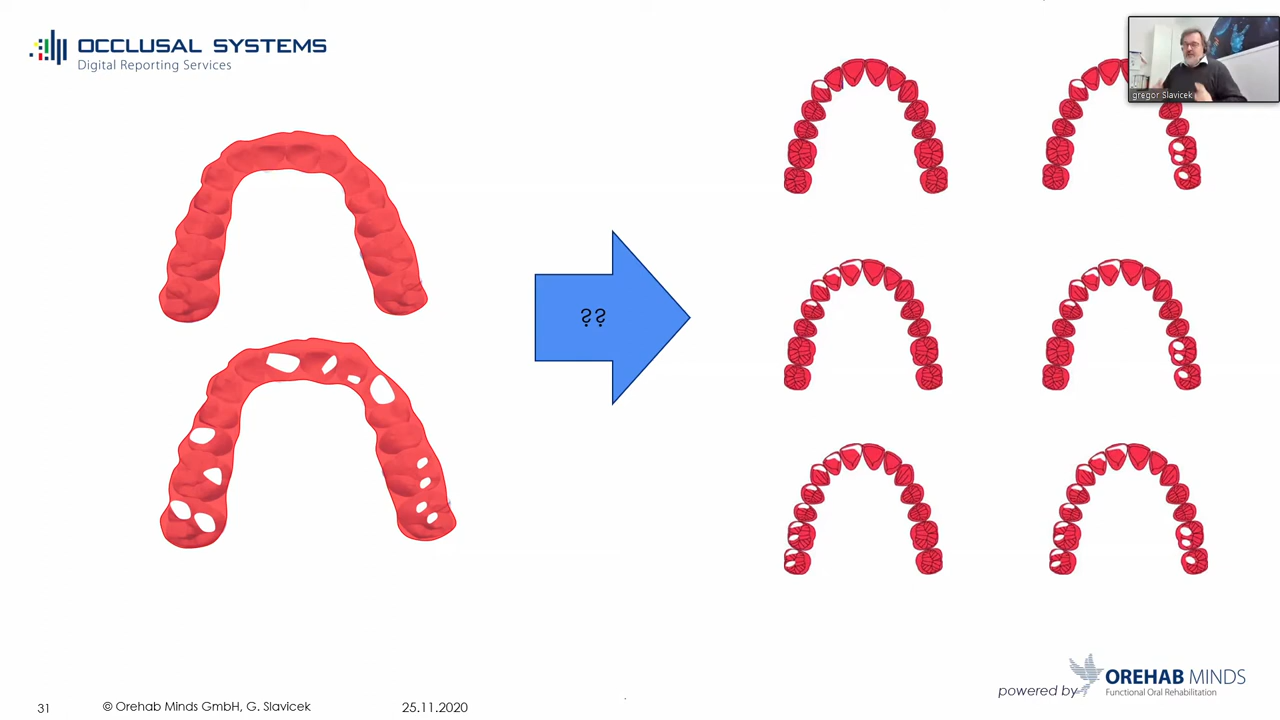 OCCLUSAL SYSTEMS
Digital Reporting Services
gregor Slavicek
??
powered by
OREHAB MINDS
Functional Oral Rehabilitation
31
© Orehab Minds GmbH, G. Slavicek
25.11.2020